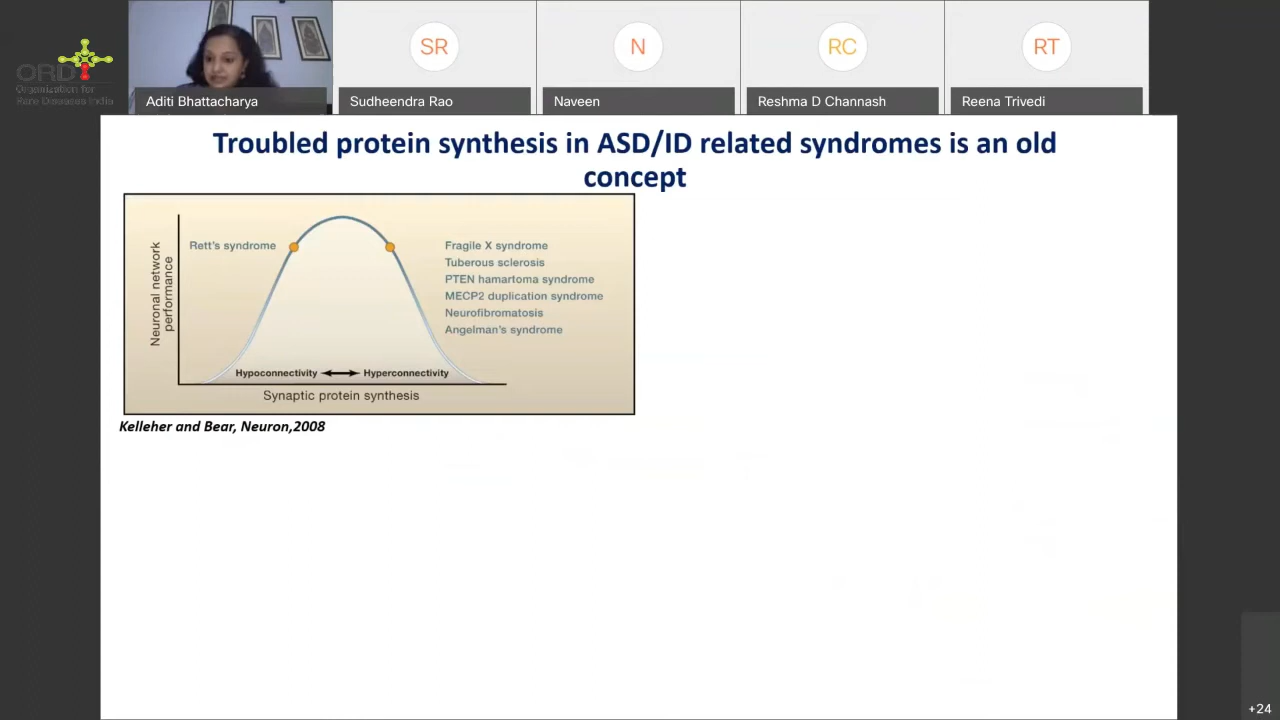 ORDI
Organization for
Rare Diseases India
SR
N
RC
RT
Aditi Bhattacharya
Sudheendra Rao
Naveen
Reshma D Channash
Reena Trivedi
Troubled protein synthesis in ASD/ID related syndromes is an old
concept
Neuronal network
performance
Rett's syndrome
Fragile X syndrome
Tuberous sclerosis
PTEN hamartoma syndrome
MECP2 duplication syndrome
Neurofibromatosis
Angelman's syndrome
Hypoconnectivity
Hyperconnectivity
Synaptic protein synthesis
Kelleher and Bear, Neuron,2008
+24